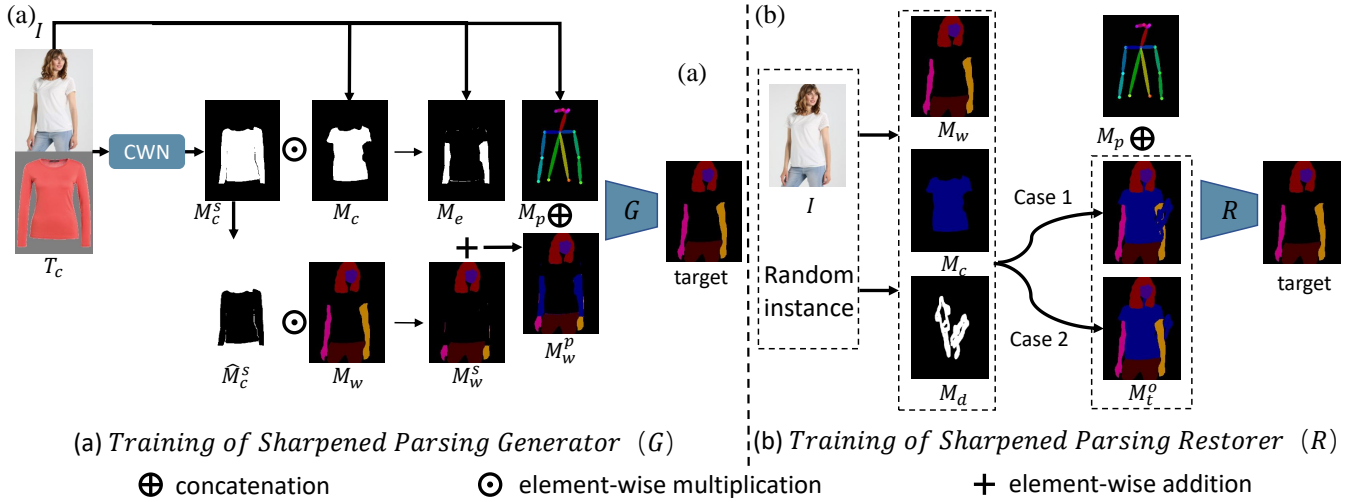 (a)
I
CWN
T_c
M_c^s
⊙
M_c
M_e
M_p ⊕
G
target
+
\hat{M}_c^s
⊙
M_w
M_w^s
M_w^p
(a) Training of Sharpened Parsing Generator (G)
(a)
(b)
I
Random
instance
M_w
M_c
M_d
Case 1
Case 2
M_p ⊕
M_t^o
R
target
(b) Training of Sharpened Parsing Restorer (R)
⊕ concatenation
⊙ element-wise multiplication
+ element-wise addition